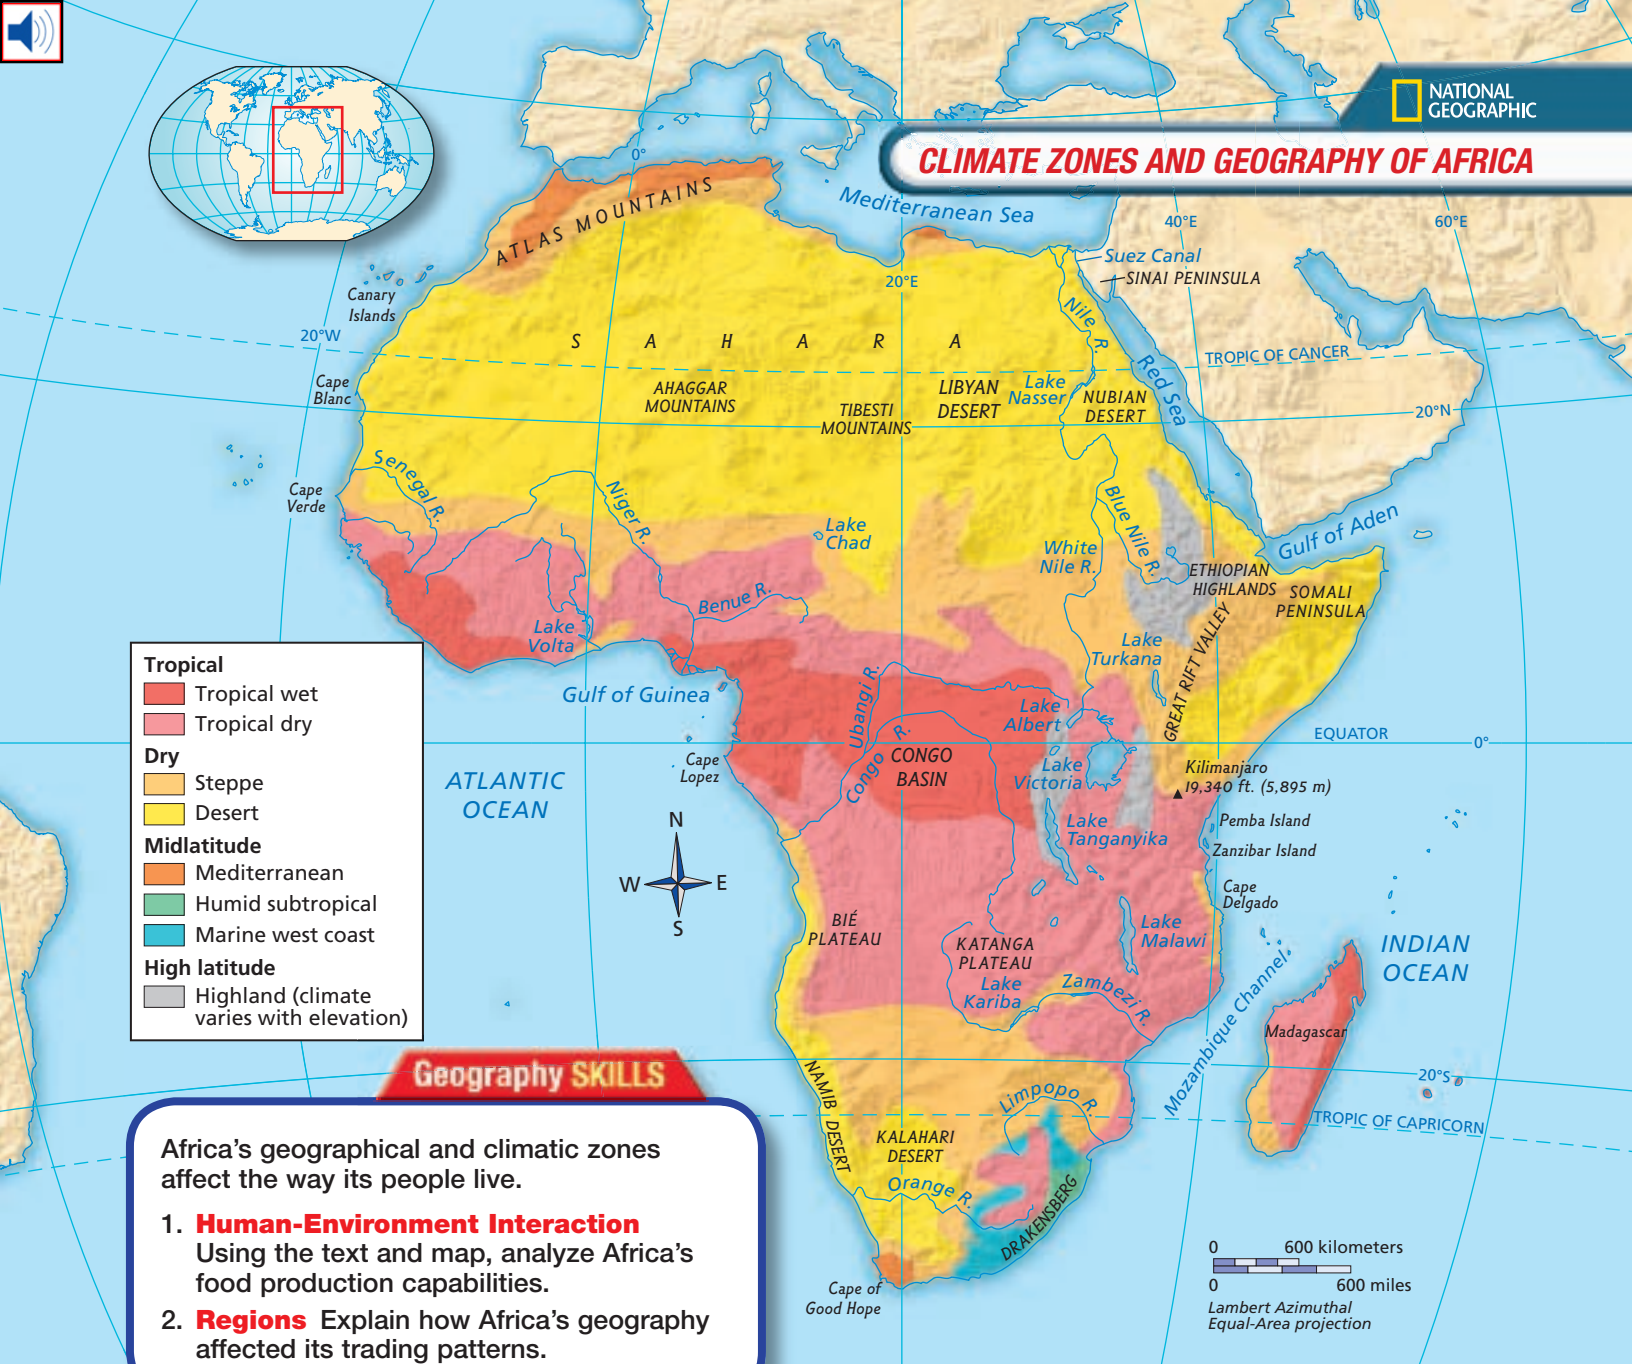 NATIONAL
GEOGRAPHIC
CLIMATE ZONES AND GEOGRAPHY OF AFRICA
0°
40°E
60°E
Mediterranean Sea
ATLAS MOUNTAINS
Suez Canal
SINAI PENINSULA
20°E
Canary
Islands
Nile R.
20°W
SAHARA
TROPIC OF CANCER
Red Sea
Cape
Blanc
AHAGGAR
MOUNTAINS
LIBYAN
DESERT
Lake
Nasser
NUBIAN
DESERT
TIBESTI
MOUNTAINS
20°N
Senegal R.
Cape
Verde
Niger R.
Blue Nile R.
Lake
Chad
Gulf of Aden
White
Nile R.
ETHIOPIAN
HIGHLANDS
SOMALI
PENINSULA
Benue R.
Lake
Volta
Lake
Turkana
GREAT RIFT VALLEY
Gulf of Guinea
Ubangi R.
Lake
Albert
EQUATOR
0°
Congo R.
CONGO
BASIN
Cape
Lopez
Lake
Victoria
Kilimanjaro
19,340 ft. (5,895 m)
ATLANTIC
OCEAN
Lake
Tanganyika
Pemba Island
Zanzibar Island
Cape
Delgado
N
W
E
S
BIÉ
PLATEAU
KATANGA
PLATEAU
Lake
Malawi
INDIAN
OCEAN
Lake
Kariba
Zambezi R.
Mozambique Channel
Madagascar
20°S
NAMIB DESERT
Limpopo R.
TROPIC OF CAPRICORN
KALAHARI
DESERT
Orange R.
DRAKENSBERG
Cape of
Good Hope
0
600 kilometers
0
600 miles
Lambert Azimuthal
Equal-Area projection
Tropical
Tropical wet
Tropical dry
Dry
Steppe
Desert
Midlatitude
Mediterranean
Humid subtropical
Marine west coast
High latitude
Highland (climate
varies with elevation)
Geography SKILLS
Africa's geographical and climatic zones
affect the way its people live.
1. Human-Environment Interaction
Using the text and map, analyze Africa's
food production capabilities.
2. Regions Explain how Africa's geography
affected its trading patterns.